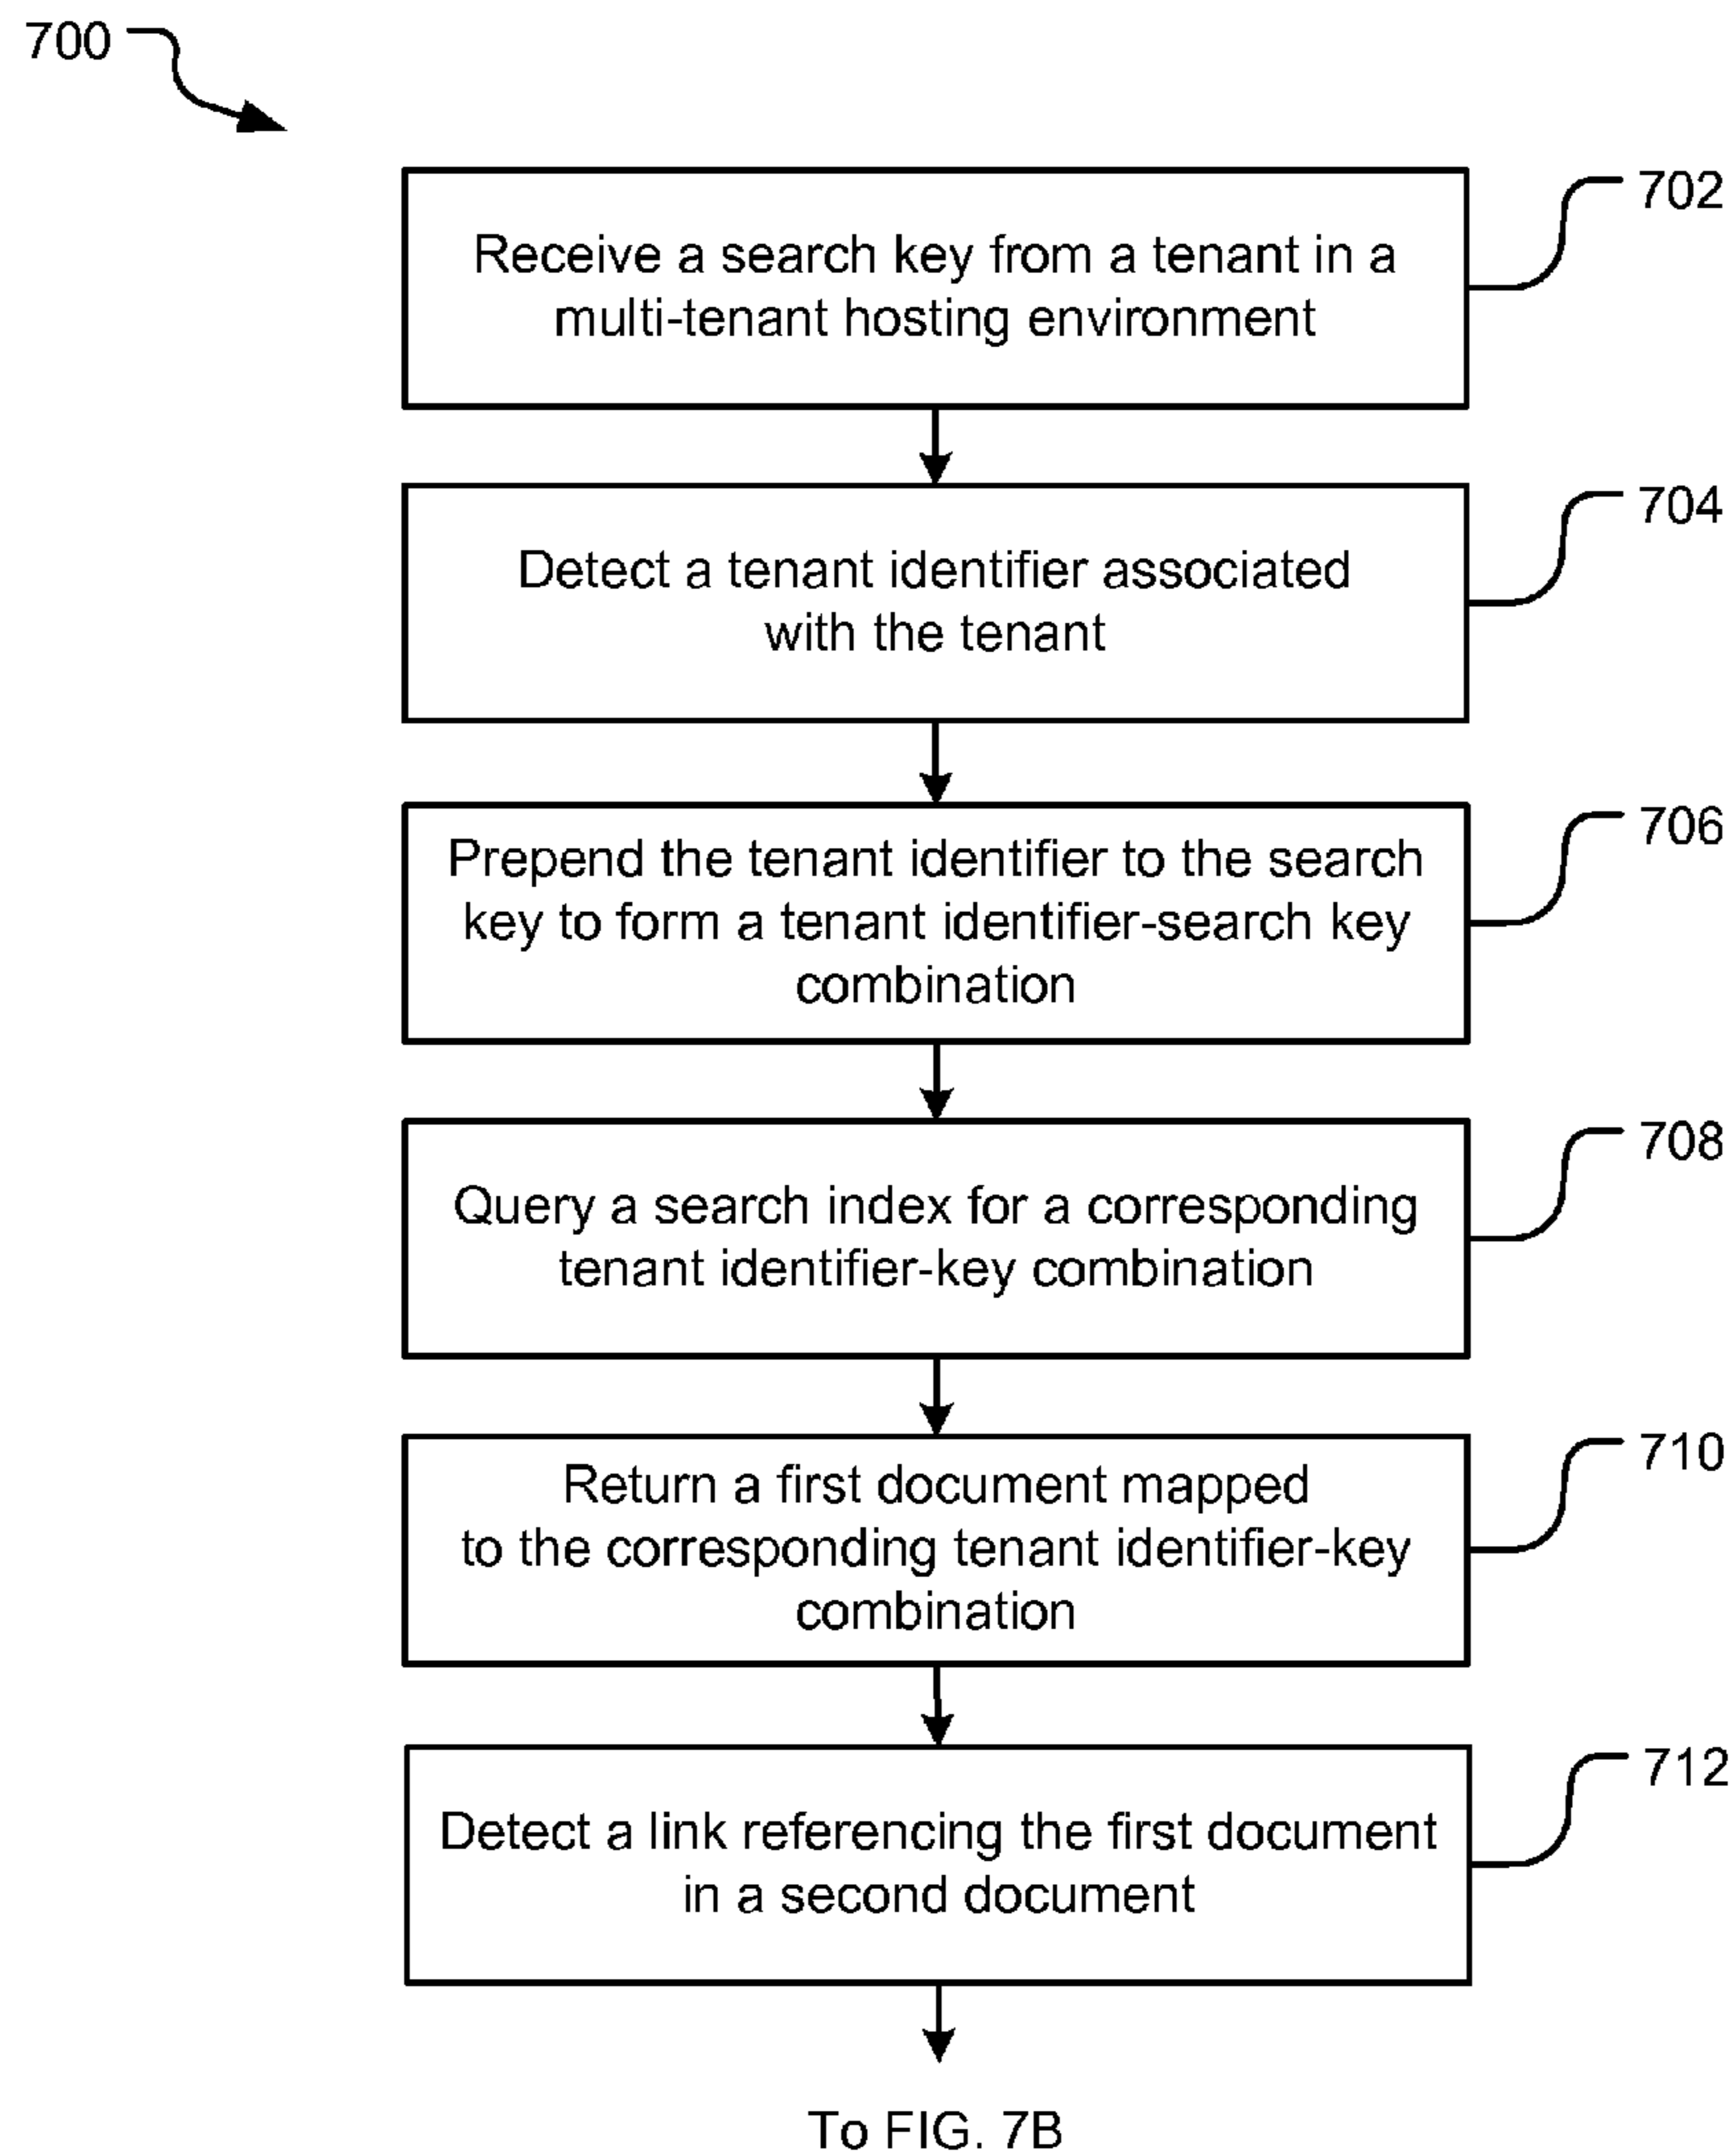 700
702
Receive a search key from a tenant in a
multi-tenant hosting environment
704
Detect a tenant identifier associated
with the tenant
706
Prepend the tenant identifier to the search
key to form a tenant identifier-search key
combination
708
Query a search index for a corresponding
tenant identifier-key combination
710
Return a first document mapped
to the corresponding tenant identifier-key
combination
712
Detect a link referencing the first document
in a second document
To FIG. 7B